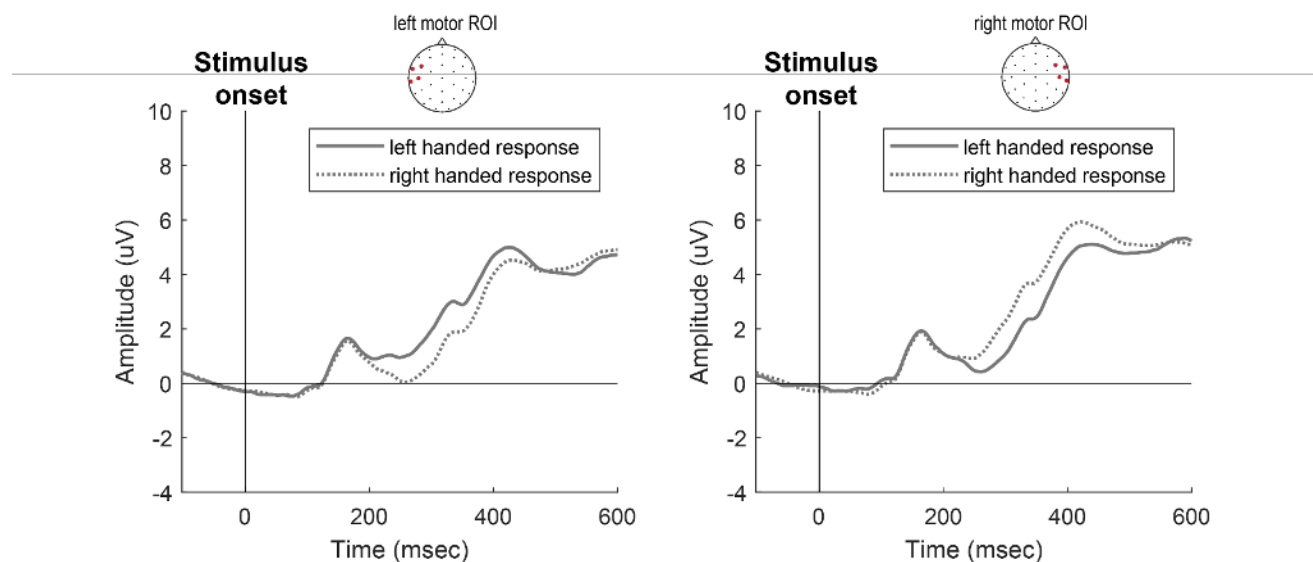 left motor ROI
Stimulus
onset
left handed response
right handed response
10
8
6
4
2
0
-2
-4
Amplitude (uV)
0
200
400
600
Time (msec)
right motor ROI
Stimulus
onset
left handed response
right handed response
10
8
6
4
2
0
-2
-4
Amplitude (uV)
0
200
400
600
Time (msec)